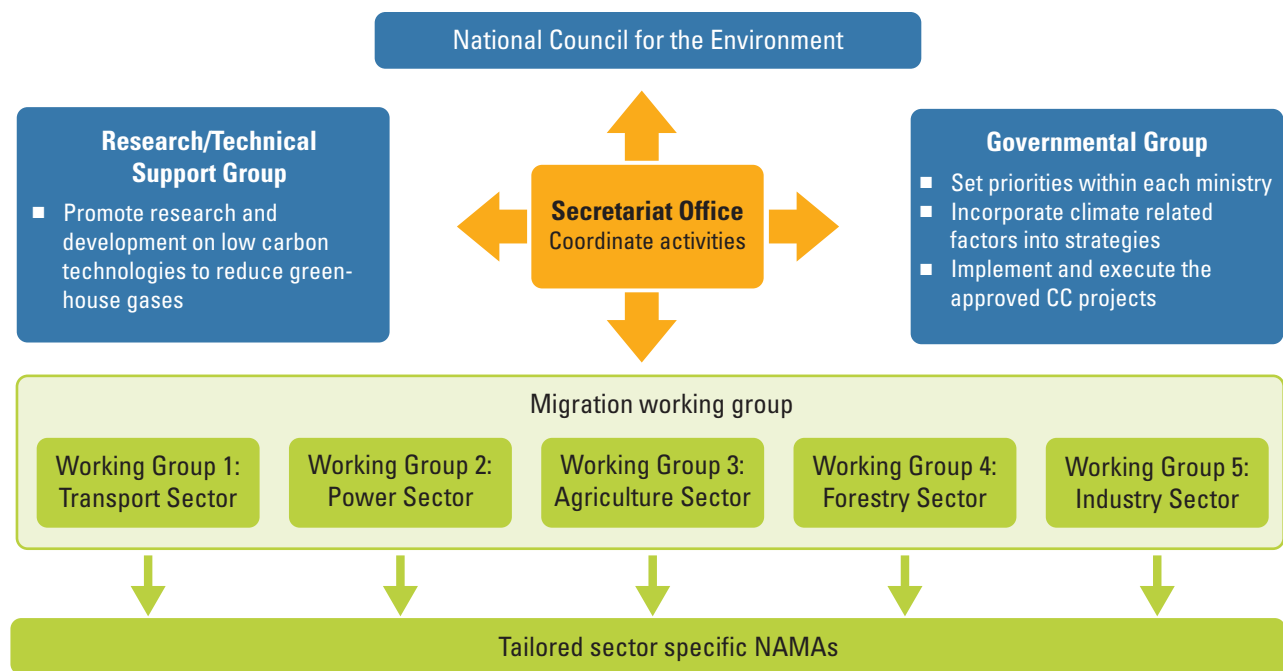 National Council for the Environment
Research/Technical
Support Group
■ Promote research and
development on low carbon
technologies to reduce green-
house gases
Secretariat Office
Coordinate activities
Governmental Group
■ Set priorities within each ministry
■ Incorporate climate related
factors into strategies
■ Implement and execute the
approved CC projects
Migration working group
Working Group 1:
Transport Sector
Working Group 2:
Power Sector
Working Group 3:
Agriculture Sector
Working Group 4:
Forestry Sector
Working Group 5:
Industry Sector
Tailored sector specific NAMAs